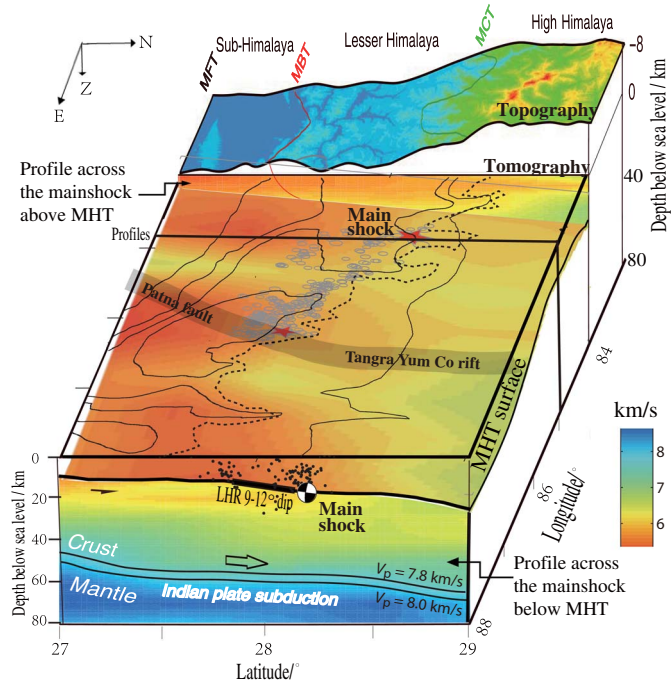 N
Z
E
MFT
Sub-Himalaya
MBT
Lesser Himalaya
MCT
High Himalaya
-8
0
40
80
Depth below sea level / km
Topography
Tomography
Profile across
the mainshock
above MHT
Main
shock
Profiles
Patna fault
Tangra Yum Co rift
MHT surface
84
86
88
Longitude/°
km/s
8
7
6
0
20
40
60
80
Depth below sea level / km
LHR 9-12° dip
Main
shock
Crust
Mantle
Indian plate subduction
Vp = 7.8 km/s
Vp = 8.0 km/s
Profile across
the mainshock
below MHT
27
28
29
Latitude/°